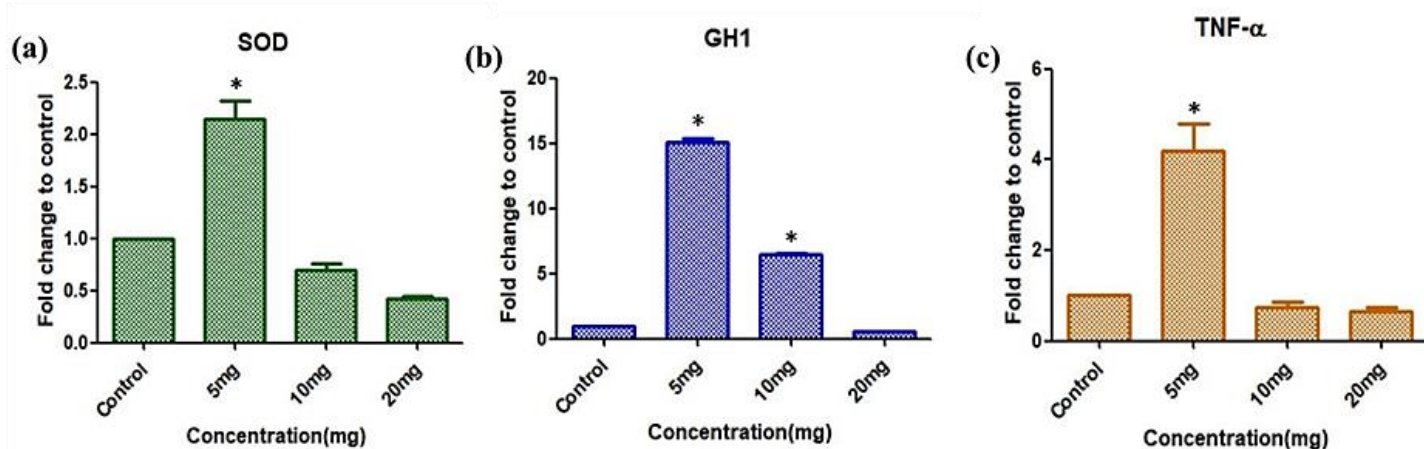 (a)
SOD
Fold change to control
2.5
2.0
1.5
1.0
0.5
0.0
*
Control
5mg
10mg
20mg
Concentration(mg)
(b)
GH1
Fold change to control
20
15
10
5
0
*
*
Control
5mg
10mg
20mg
Concentration(mg)
(c)
TNF-α
Fold change to control
6
4
2
0
*
Control
5mg
10mg
20mg
Concentration(mg)